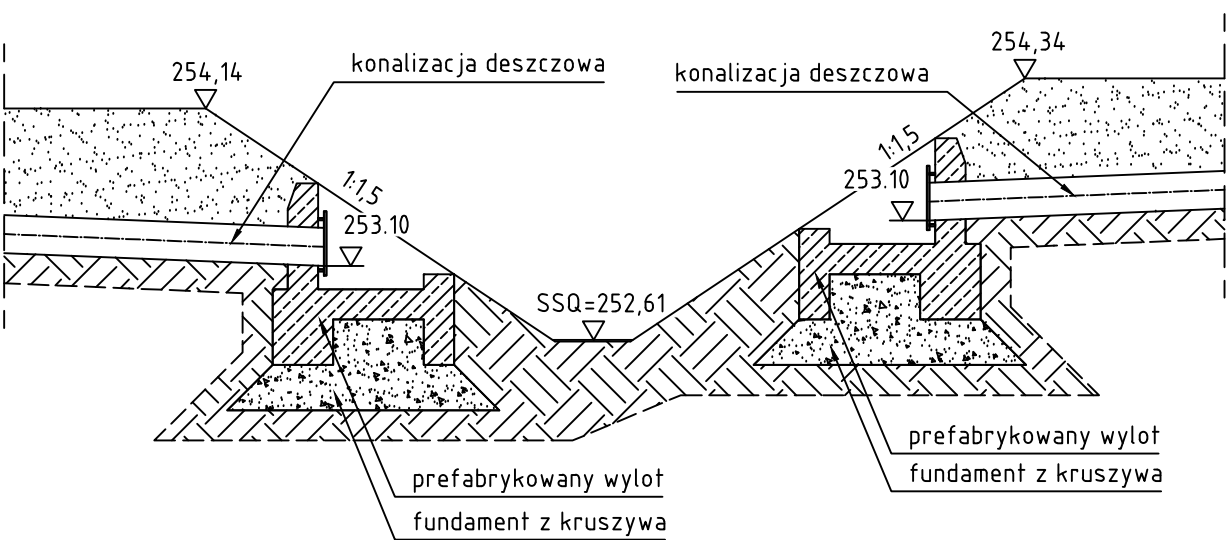 254,34
254,14
konalizacja deszczowa
konalizacja deszczowa
1:1,5
1:1,5
253.10
253.10
SSQ=252,61
prefabrykowany wylot
fundament z kruszywa
prefabrykowany wylot
fundament z kruszywa